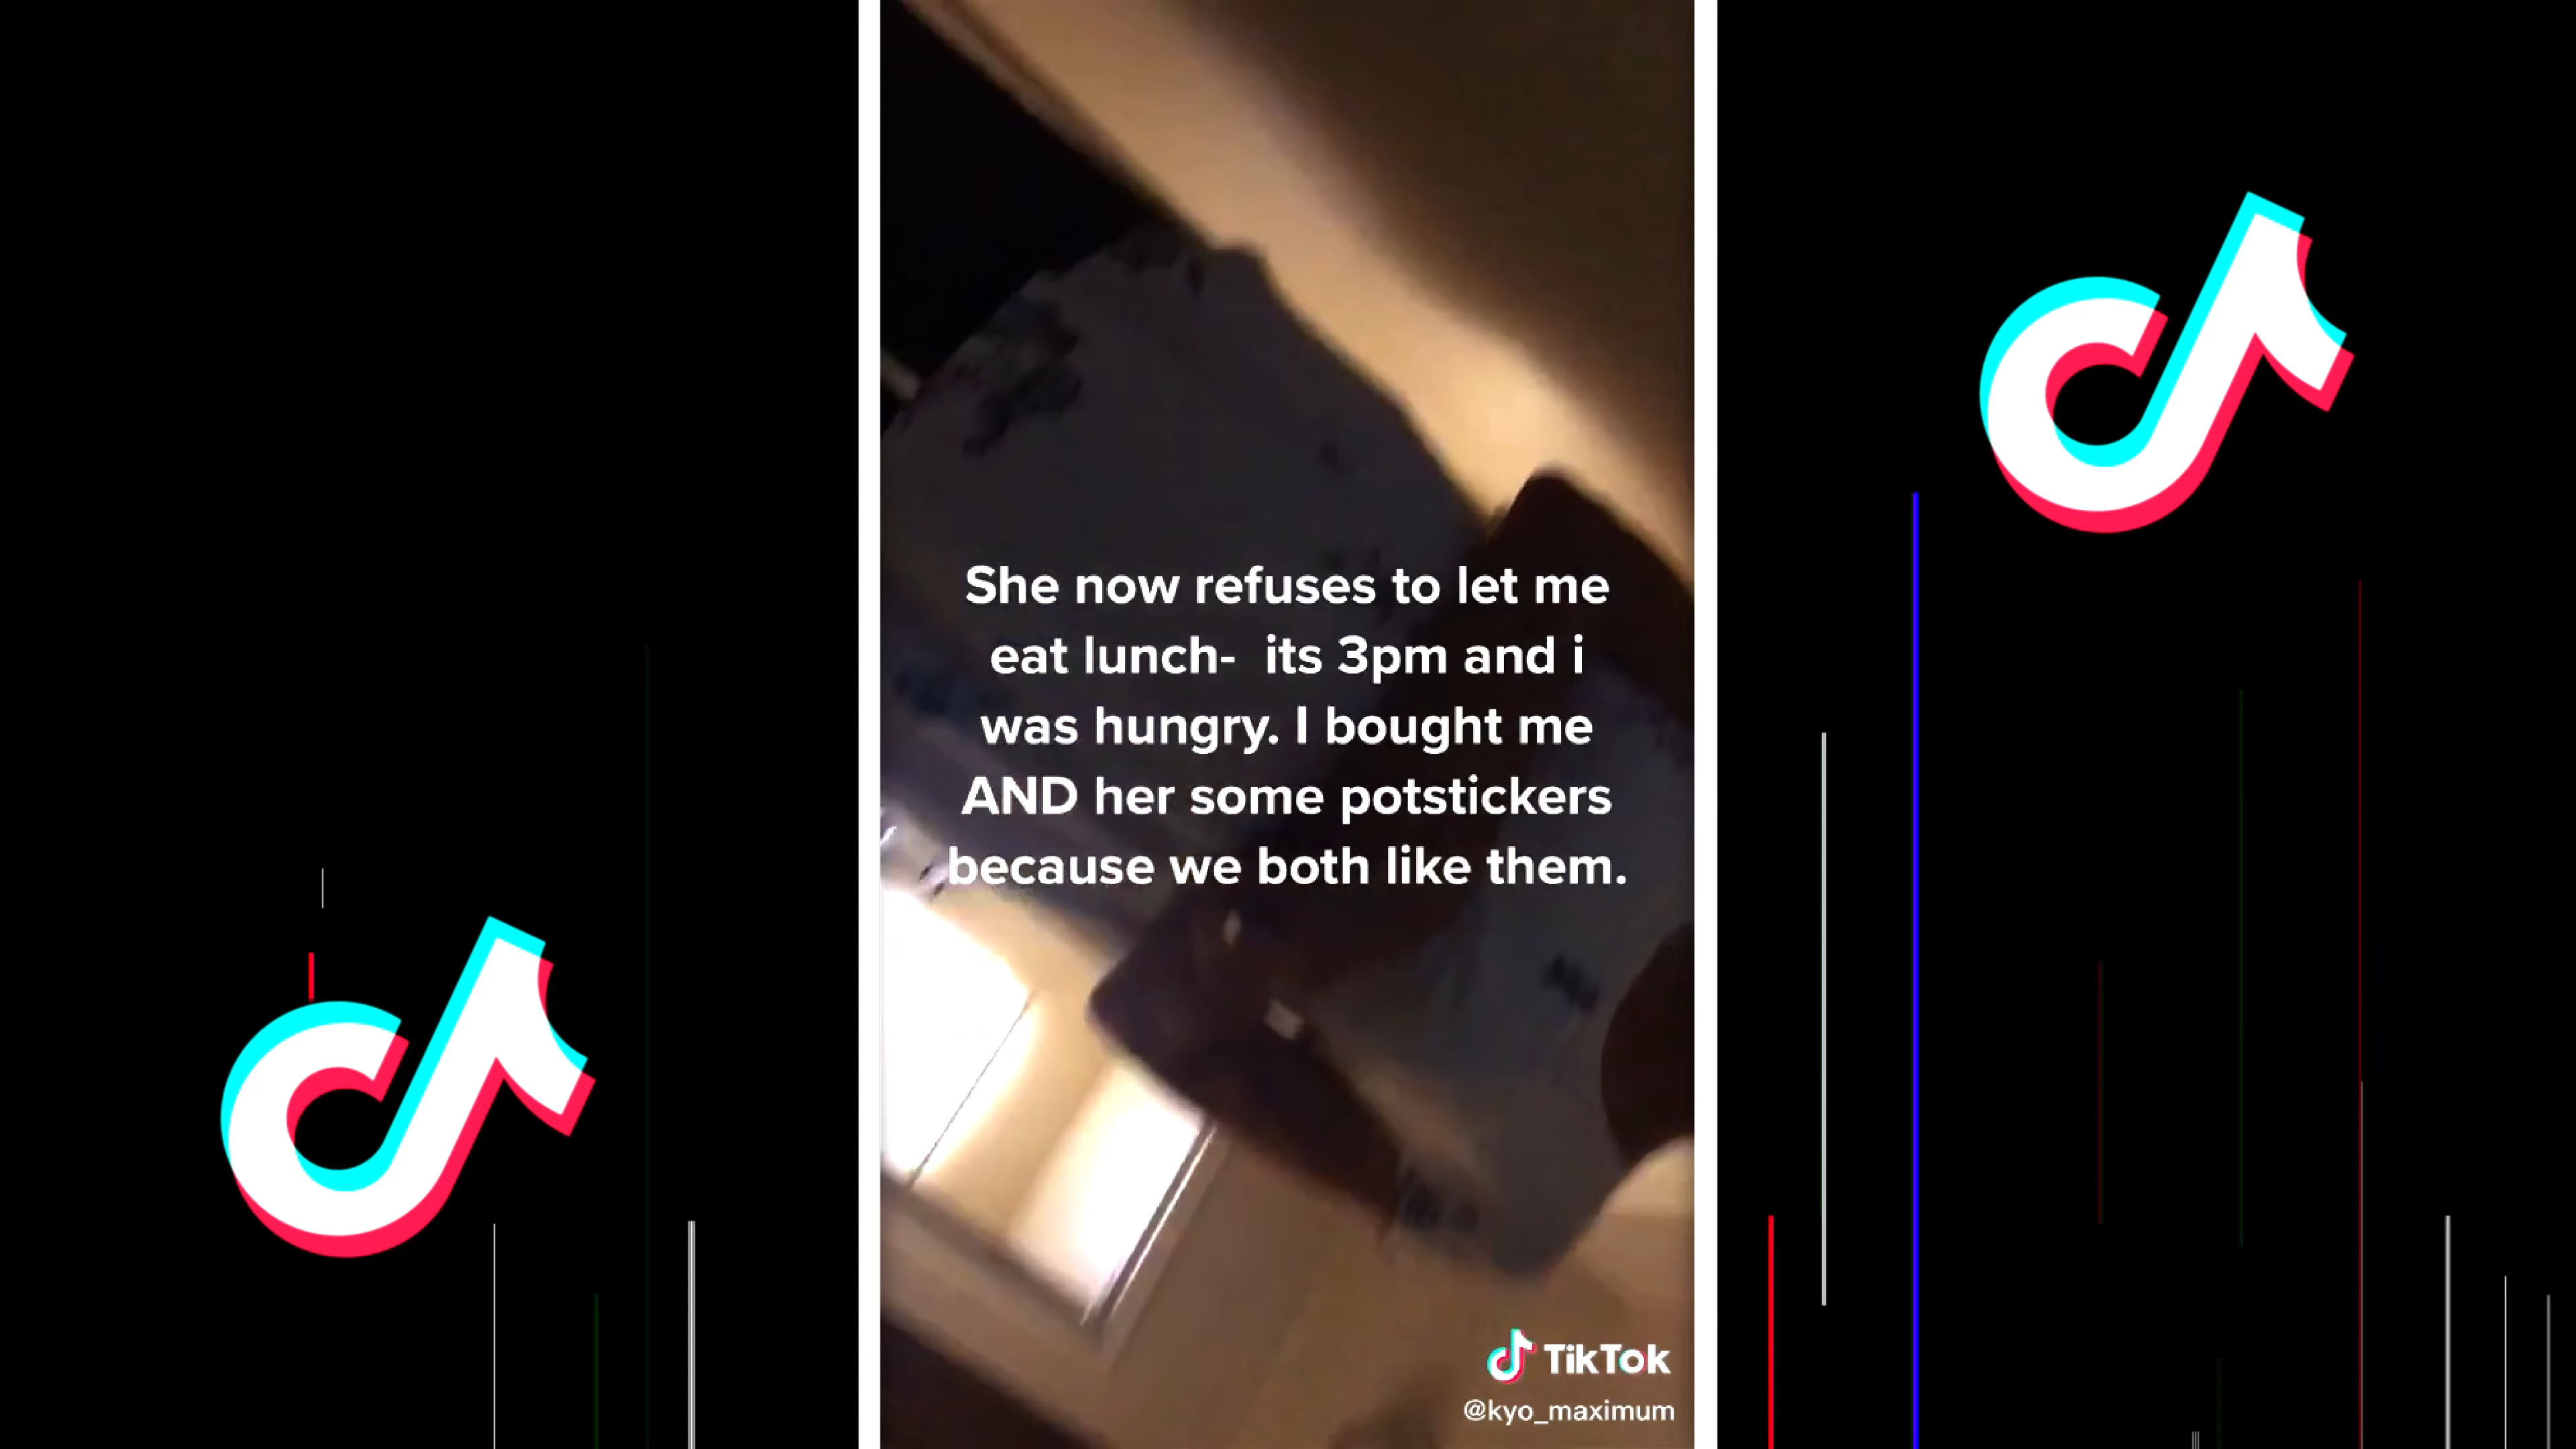 She now refuses to let me
eat lunch-  its 3pm and i
was hungry. I bought me
AND her some potstickers
because we both like them.
TikTok
@kyo_maximum